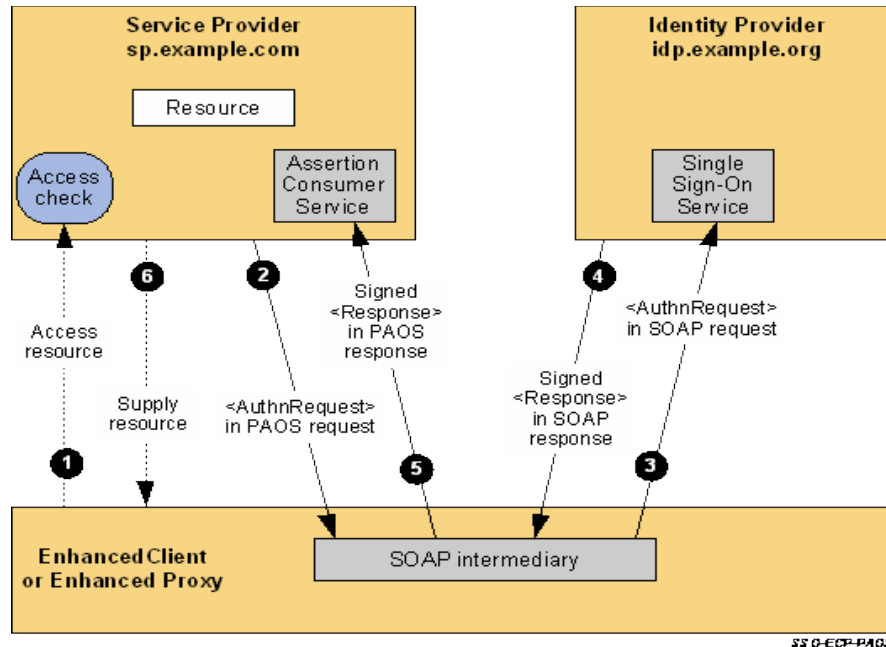 Service Provider
sp.example.com
Identity Provider
idp.example.org
Resource
Access
check
Assertion
Consumer
Service
Single
Sign-On
Service
6
2
4
Access
resource
Signed
<Response>
in PAOS
response
<AuthnRequest>
in SOAP request
Supply
resource
<AuthnRequest>
in PAOS request
Signed
<Response>
in SOAP
response
1
5
3
Enhanced Client
or Enhanced Proxy
SOAP intermediary